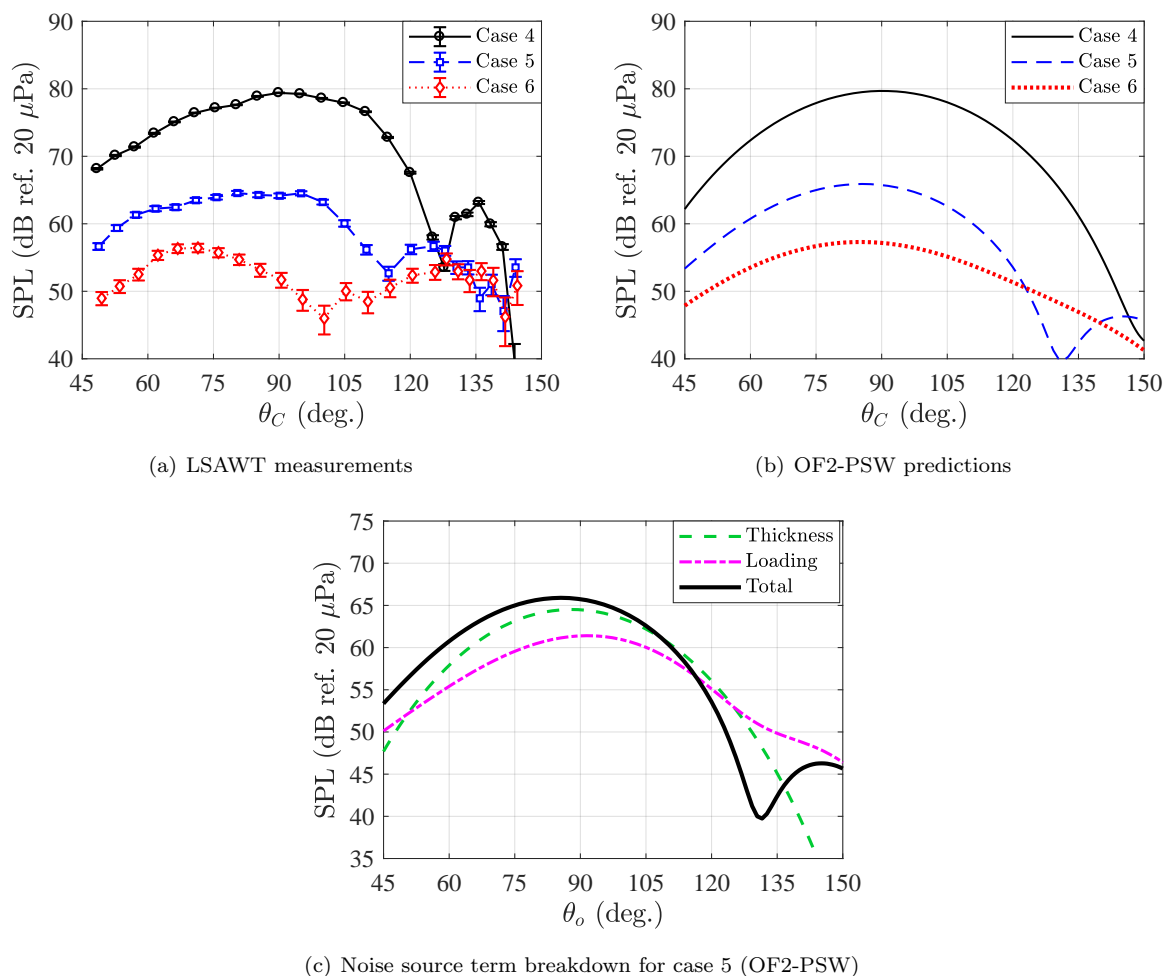 90
80
70
60
50
40
45 60 75 90 105 120 135 150
SPL (dB ref. 20 μPa)
θ_C (deg.)
Case 4
Case 5
Case 6
(a) LSAWT measurements
90
80
70
60
50
40
45 60 75 90 105 120 135 150
SPL (dB ref. 20 μPa)
θ_C (deg.)
Case 4
Case 5
Case 6
(b) OF2-PSW predictions
75
70
65
60
55
50
45
40
35
45 60 75 90 105 120 135 150
SPL (dB ref. 20 μPa)
θ_o (deg.)
Thickness
Loading
Total
(c) Noise source term breakdown for case 5 (OF2-PSW)